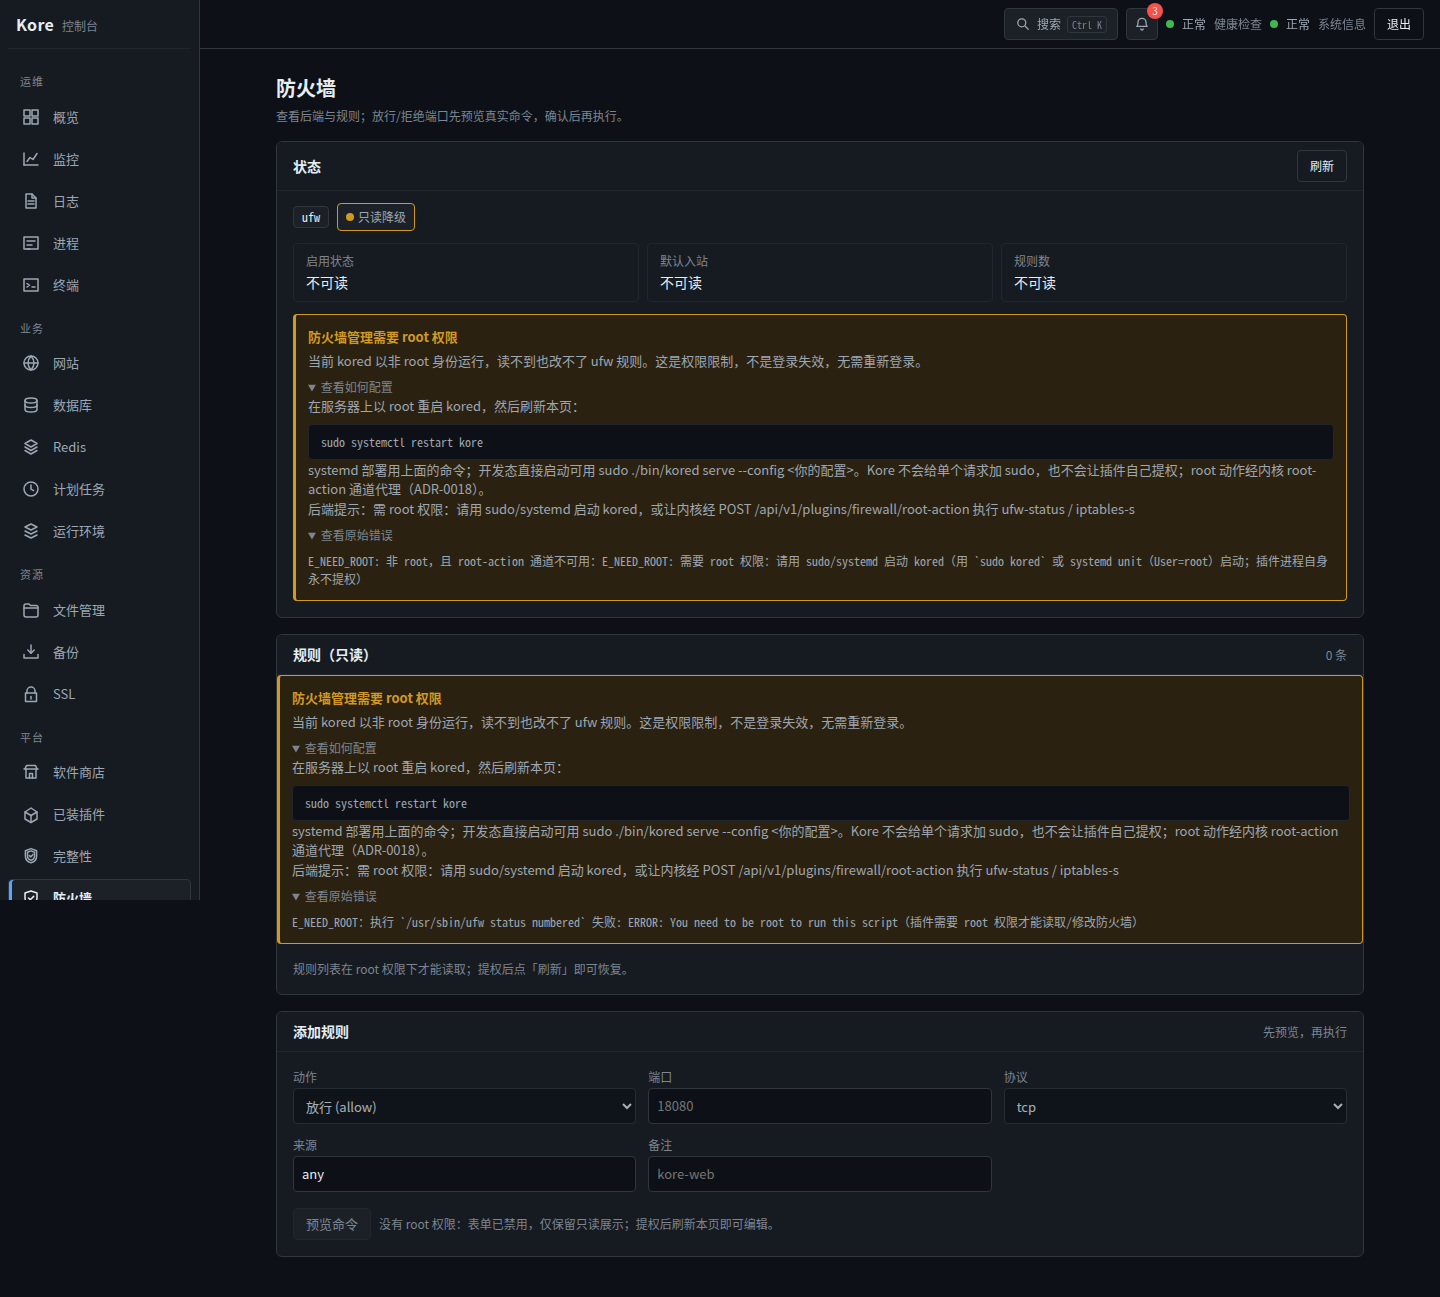 Kore 控制台
搜索 Ctrl K
3
正常 健康检查
正常 系统信息
退出
运维
概览
监控
日志
进程
终端
业务
网站
数据库
Redis
计划任务
运行环境
资源
文件管理
备份
SSL
平台
软件商店
已装插件
完整性
防火墙
防火墙
查看后端与规则；放行/拒绝端口先预览真实命令，确认后再执行。
状态
刷新
ufw
只读降级
启用状态
不可读
默认入站
不可读
规则数
不可读
防火墙管理需要 root 权限
当前 kored 以非 root 身份运行，读不到也改不了 ufw 规则。这是权限限制，不是登录失效，无需重新登录。
▼ 查看如何配置
在服务器上以 root 重启 kored，然后刷新本页：
sudo systemctl restart kore
systemd 部署用上面的命令；开发态直接启动可用 sudo ./bin/kored serve --config <你的配置>。Kore 不会给单个请求加 sudo，也不会让插件自己提权；root 动作经内核 root-
action 通道代理（ADR-0018）。
后端提示：需 root 权限：请用 sudo/systemd 启动 kored，或让内核经 POST /api/v1/plugins/firewall/root-action 执行 ufw-status / iptables-s
▼ 查看原始错误
E_NEED_ROOT: 非 root，且 root-action 通道不可用：E_NEED_ROOT: 需要 root 权限：请用 sudo/systemd 启动 kored（用 `sudo kored` 或 systemd unit（User=root）启动；插件进程自身
永不提权）
规则（只读）
0 条
防火墙管理需要 root 权限
当前 kored 以非 root 身份运行，读不到也改不了 ufw 规则。这是权限限制，不是登录失效，无需重新登录。
▼ 查看如何配置
在服务器上以 root 重启 kored，然后刷新本页：
sudo systemctl restart kore
systemd 部署用上面的命令；开发态直接启动可用 sudo ./bin/kored serve --config <你的配置>。Kore 不会给单个请求加 sudo，也不会让插件自己提权；root 动作经内核 root-action
通道代理（ADR-0018）。
后端提示：需 root 权限：请用 sudo/systemd 启动 kored，或让内核经 POST /api/v1/plugins/firewall/root-action 执行 ufw-status / iptables-s
▼ 查看原始错误
E_NEED_ROOT：执行 `/usr/sbin/ufw status numbered` 失败: ERROR: You need to be root to run this script（插件需要 root 权限才能读取/修改防火墙）
规则列表在 root 权限下才能读取；提权后点「刷新」即可恢复。
添加规则
先预览，再执行
动作
放行 (allow)
端口
18080
协议
tcp
来源
any
备注
kore-web
预览命令
没有 root 权限：表单已禁用，仅保留只读展示；提权后刷新本页即可编辑。